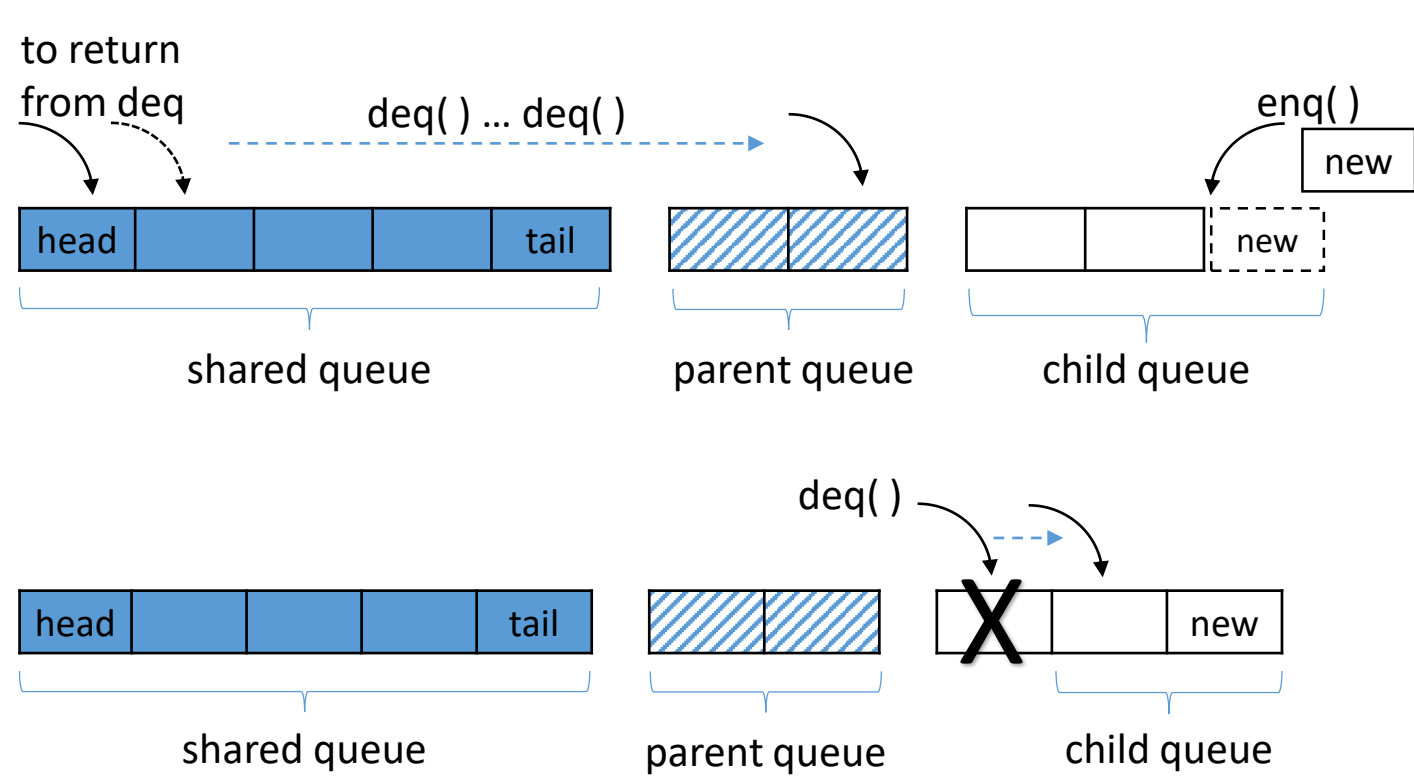 to return
from deq
deq( ) ... deq( )
enq( )
new
head
tail
new
shared queue
parent queue
child queue
deq( )
head
tail
new
shared queue
parent queue
child queue